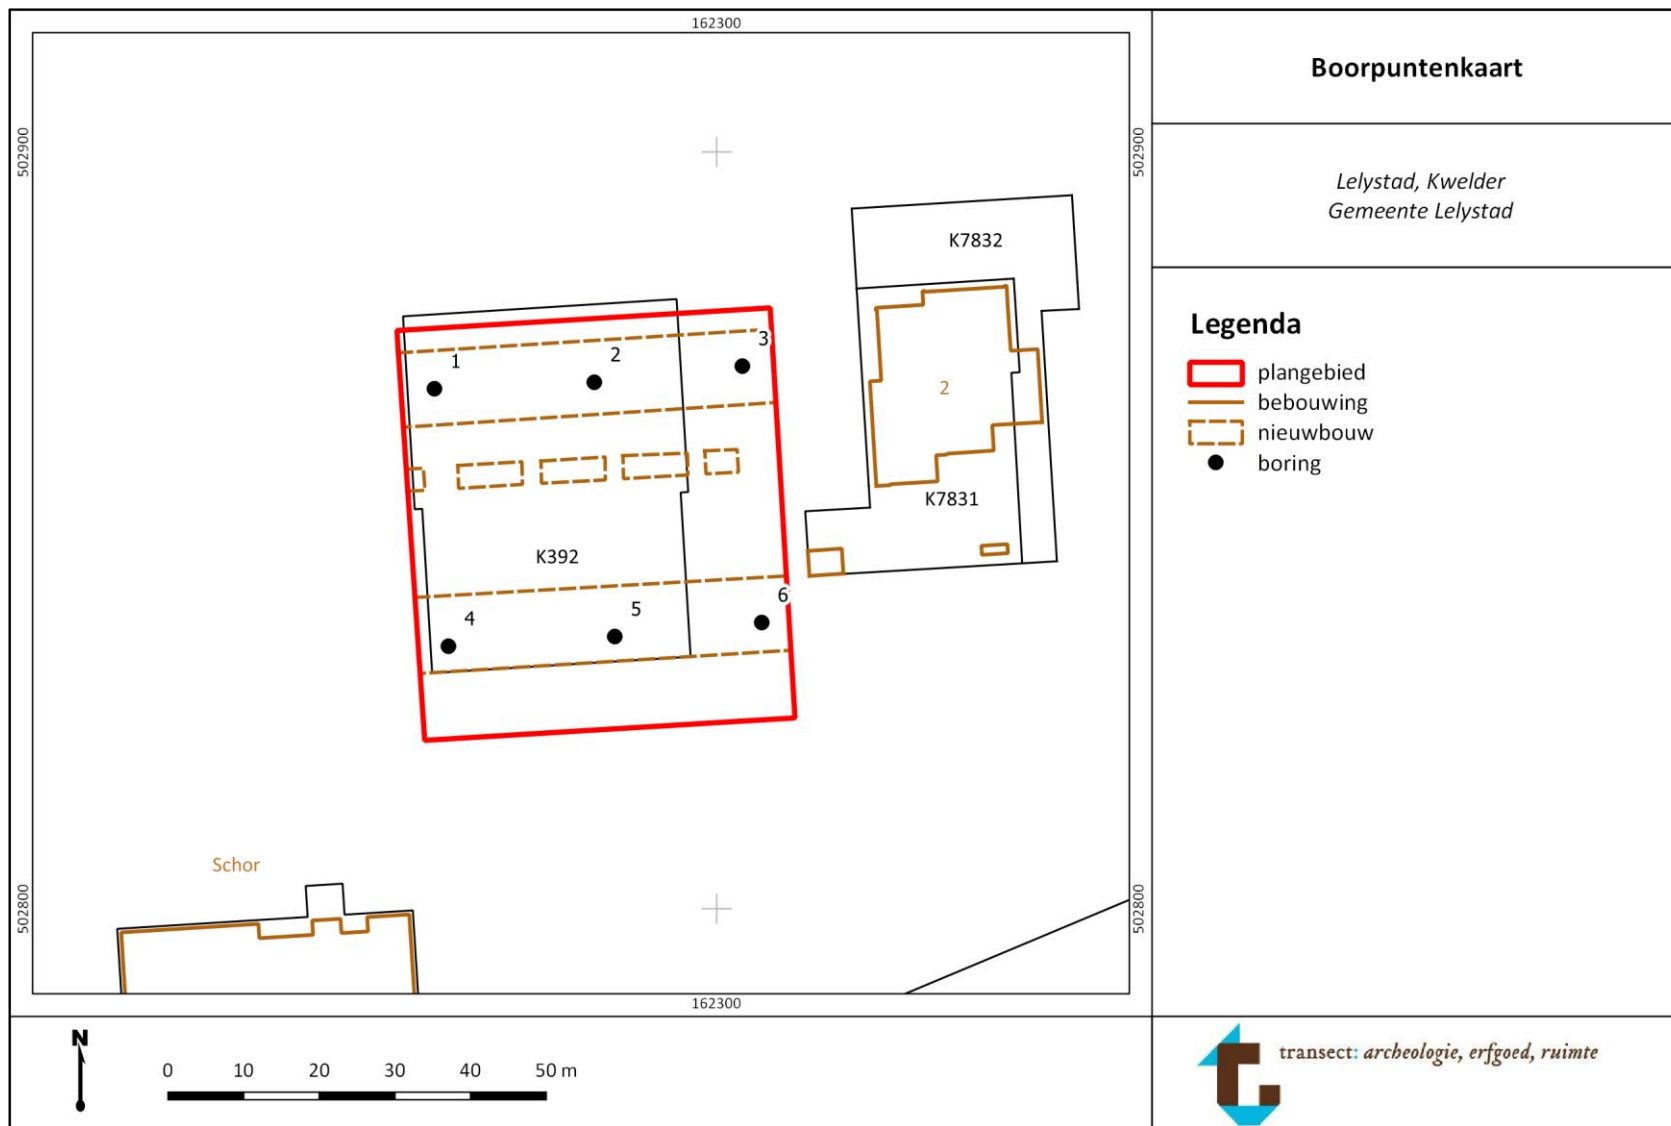 162300
Boorpuntenkaart
502900
502900
Lelystad, Kwelder
Gemeente Lelystad
K7832
Legenda
plangebied
bebouwing
nieuwbouw
boring
1
2
3
2
K7831
K392
4
5
6
Schor
502800
502800
162300
N
0 10 20 30 40 50 m
transect: archeologie, erfgoed, ruimte